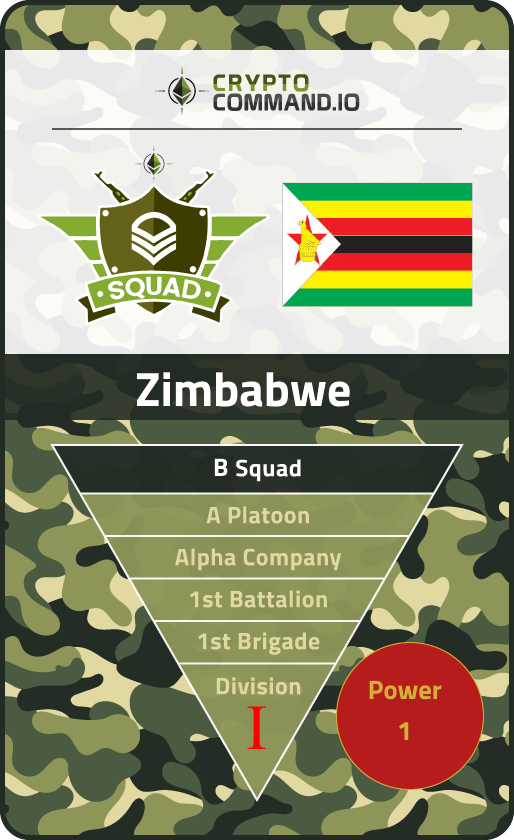 CRYPTO
COMMAND.IO
SQUAD
Zimbabwe
B Squad
A Platoon
Alpha Company
1st Battalion
1st Brigade
Division
I
Power
1